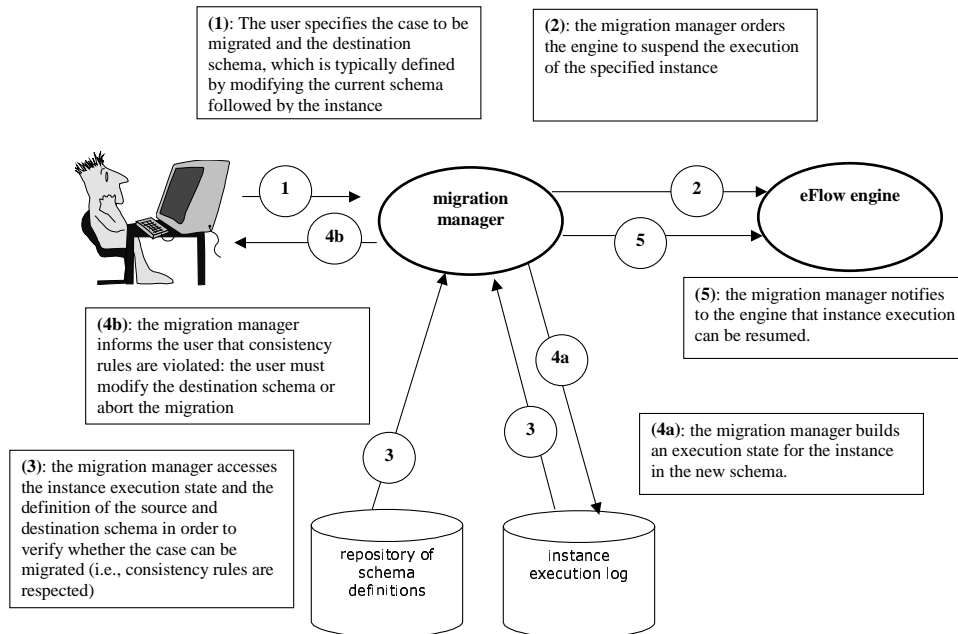 (1): The user specifies the case to be
migrated and the destination
schema, which is typically defined
by modifying the current schema
followed by the instance
(2): the migration manager orders
the engine to suspend the execution
of the specified instance
1
migration
manager
2
eFlow engine
4b
5
(5): the migration manager notifies
to the engine that instance execution
can be resumed.
(4b): the migration manager
informs the user that consistency
rules are violated: the user must
modify the destination schema or
abort the migration
4a
3
3
(4a): the migration manager builds
an execution state for the instance
in the new schema.
(3): the migration manager accesses
the instance execution state and the
definition of the source and
destination schema in order to
verify whether the case can be
migrated (i.e., consistency rules are
respected)
repository of
schema
definitions
instance
execution log